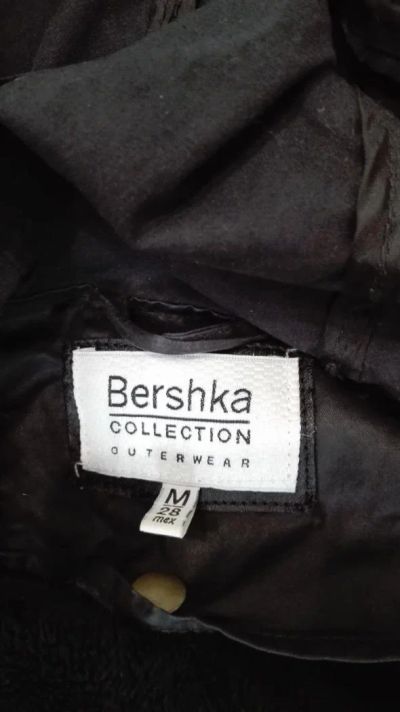 Bershka
COLLECTION
OUTERWEAR
M
28
mex